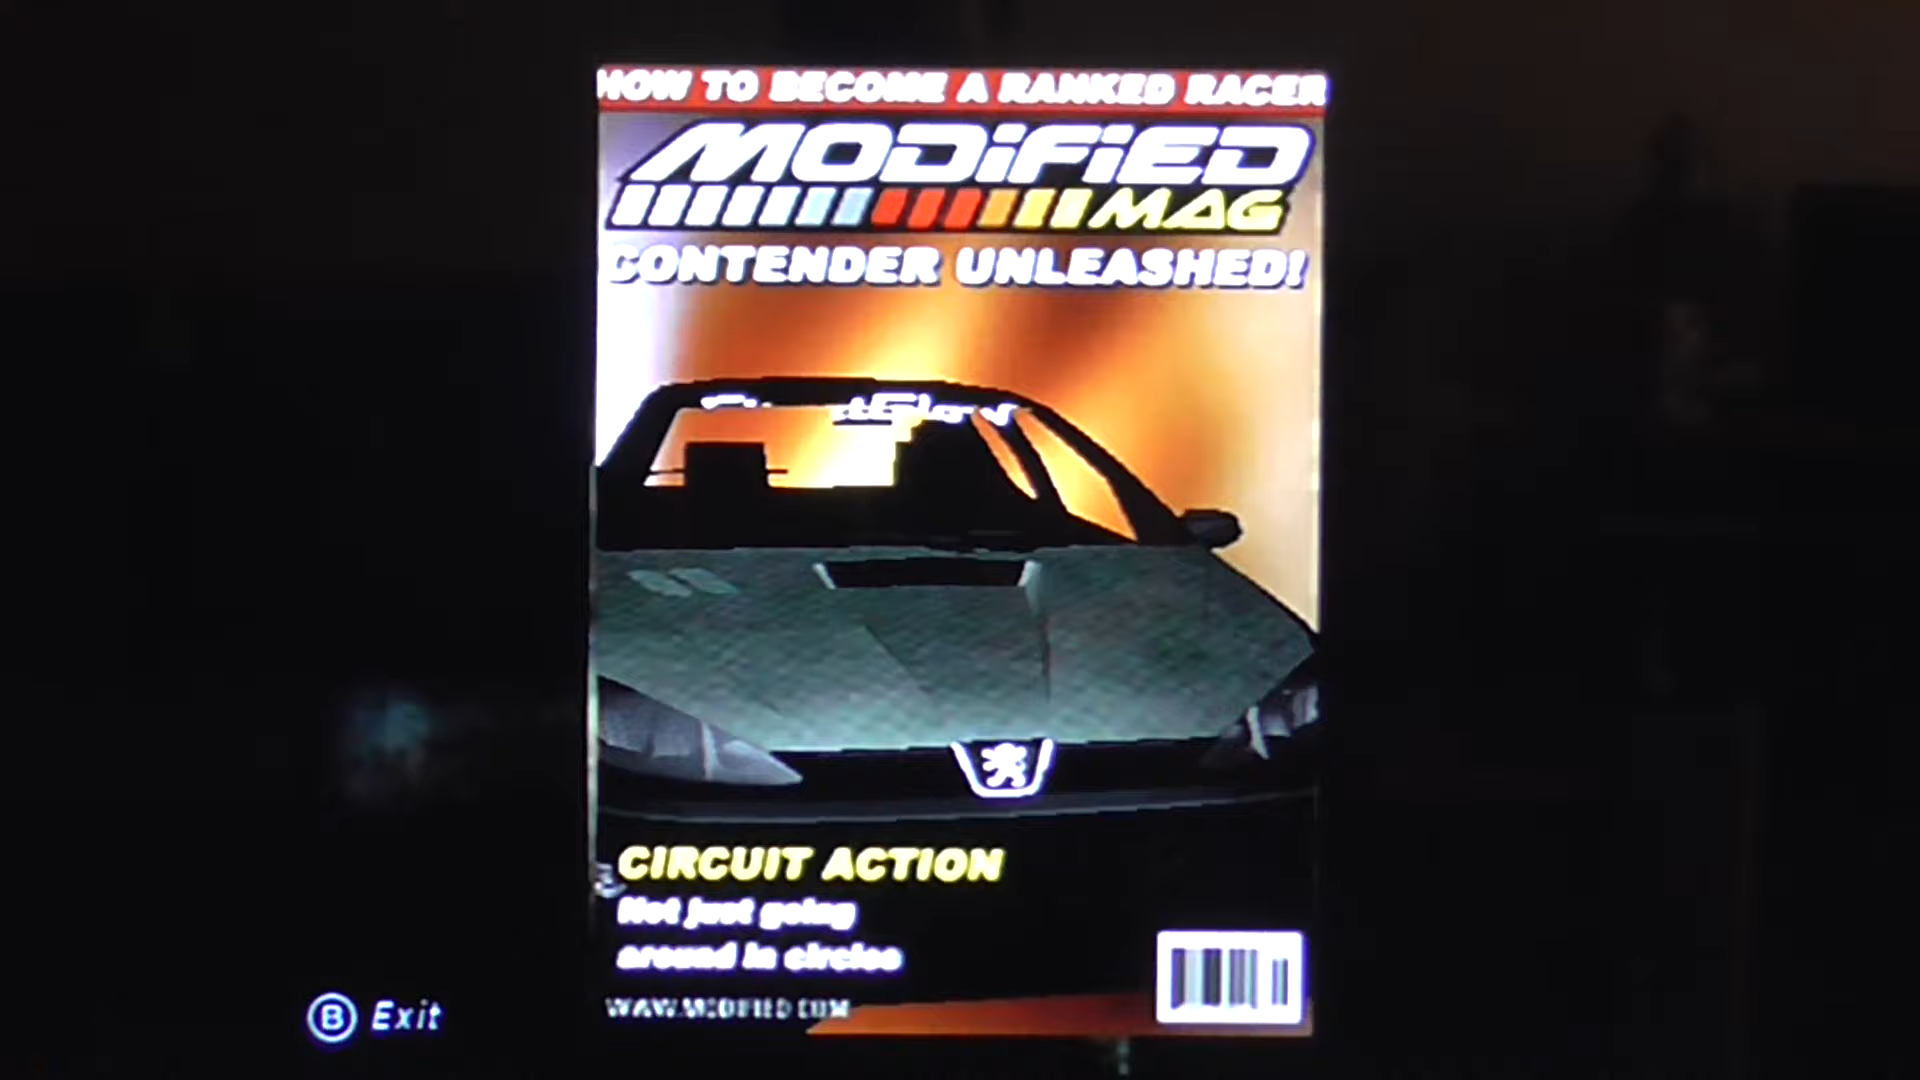 HOW TO BECOME A RANKED RACER
MODiFiED
MAG
CONTENDER UNLEASHED!
CIRCUIT ACTION
Not just going
around in circles
WWW.MODIFIED.COM
B Exit